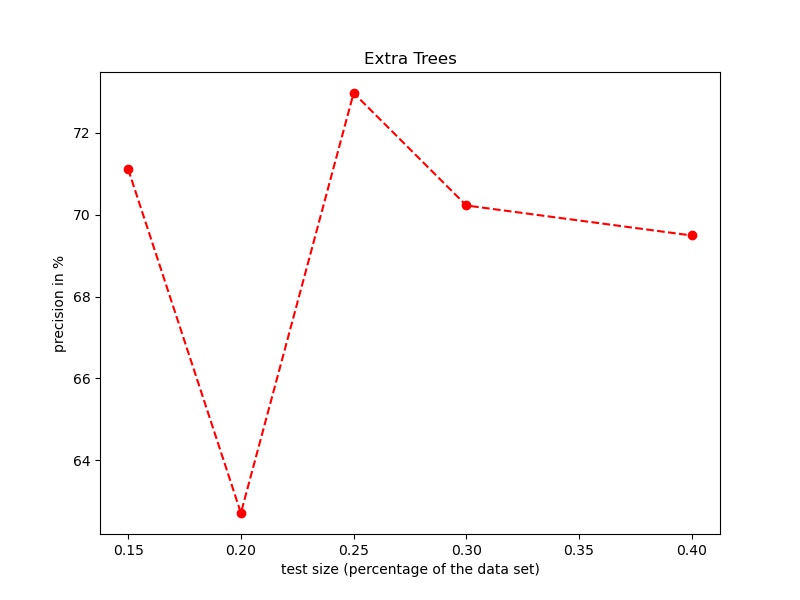 Extra Trees
precision in %
72
70
68
66
64
0.15 0.20 0.25 0.30 0.35 0.40
test size (percentage of the data set)